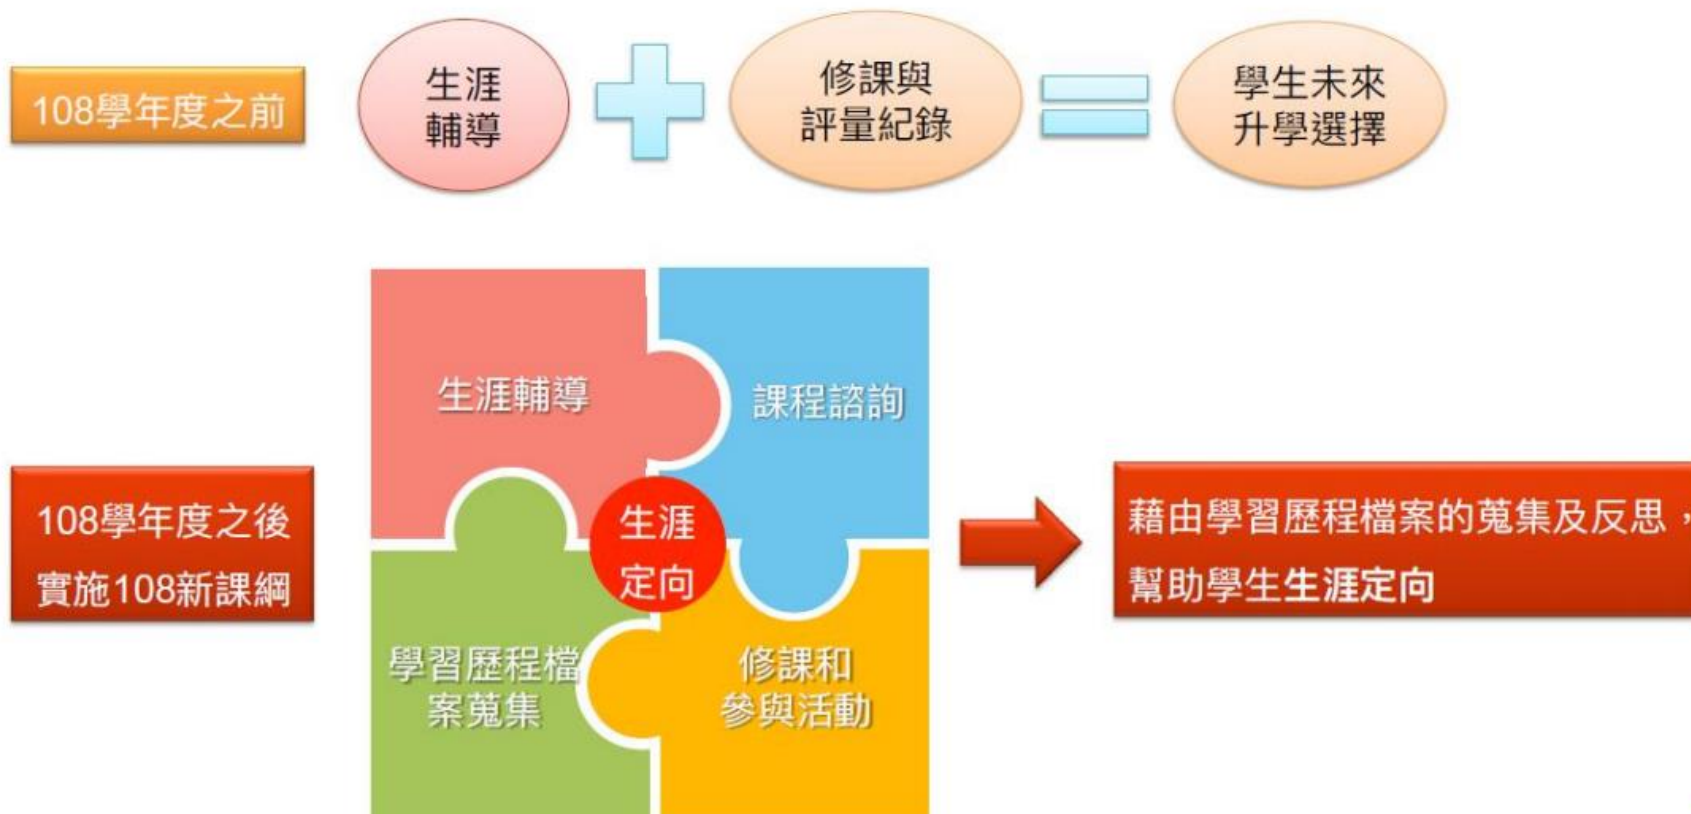 108學年度之前
生涯
輔導
修課與
評量紀錄
學生未來
升學選擇
生涯輔導
課程諮詢
108學年度之後
實施108新課綱
生涯
定向
學習歷程檔
案蒐集
修課和
參與活動
藉由學習歷程檔案的蒐集及反思，
幫助學生生涯定向